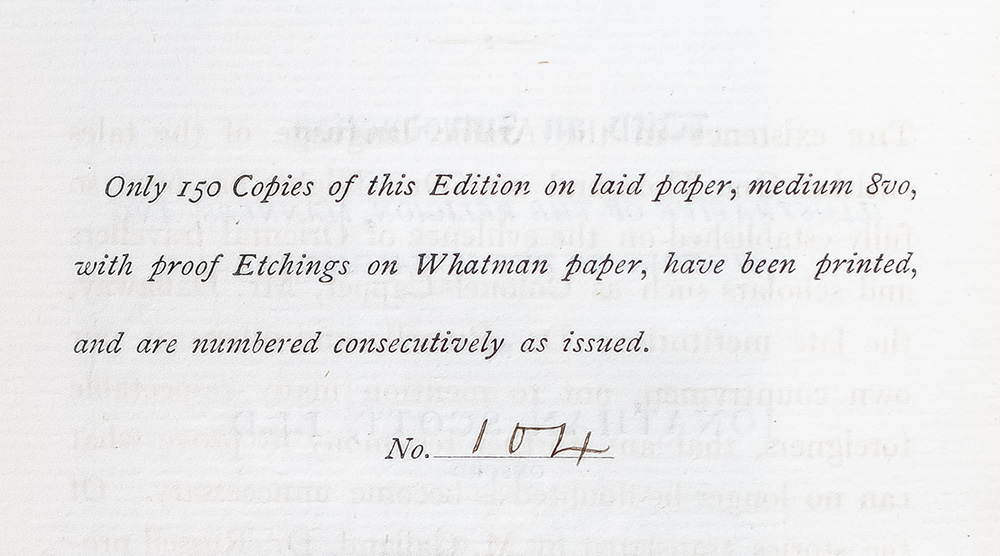 Only 150 Copies of this Edition on laid paper, medium 8vo,
with proof Etchings on Whatman paper, have been printed,
and are numbered consecutively as issued.
No. 104